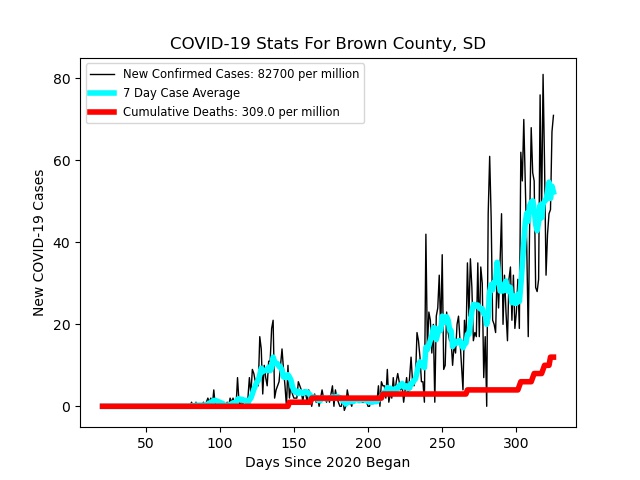 COVID-19 Stats For Brown County, SD
New Confirmed Cases: 82700 per million
7 Day Case Average
Cumulative Deaths: 309.0 per million
New COVID-19 Cases
80
60
40
20
0
50
100
150
200
250
300
Days Since 2020 Began